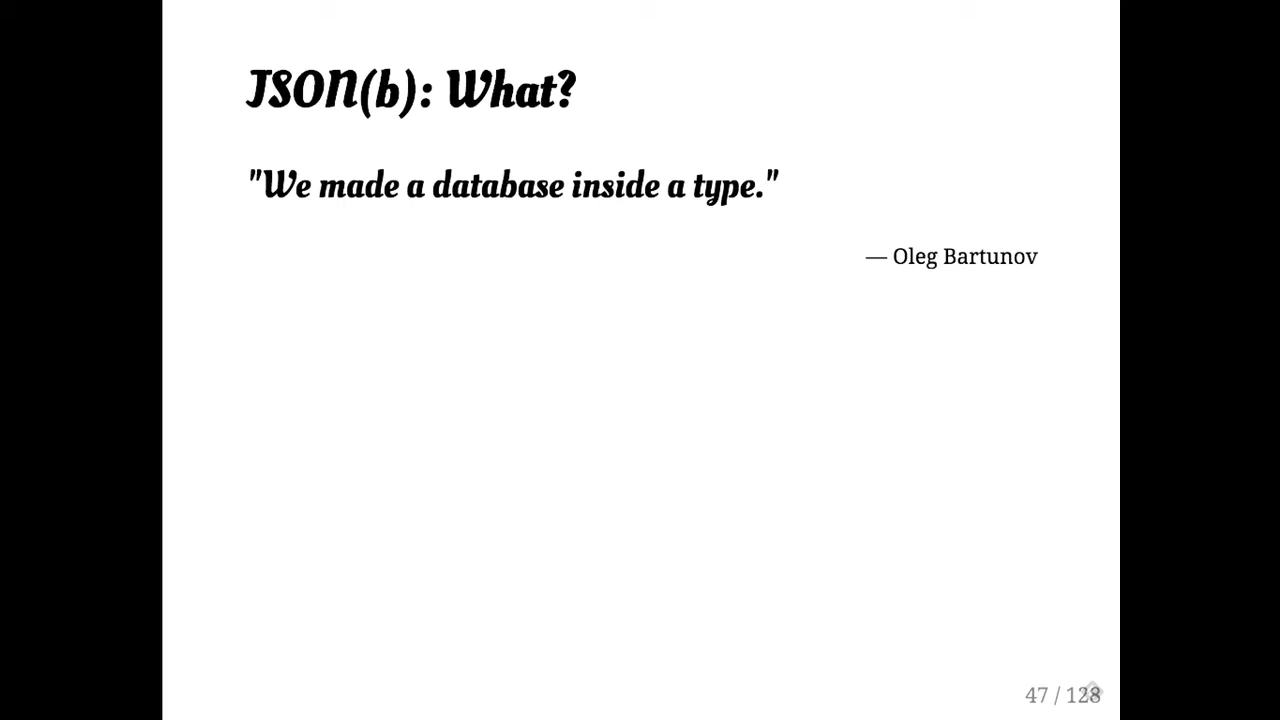 JSON(b): What?
"We made a database inside a type."
— Oleg Bartunov
47 / 128